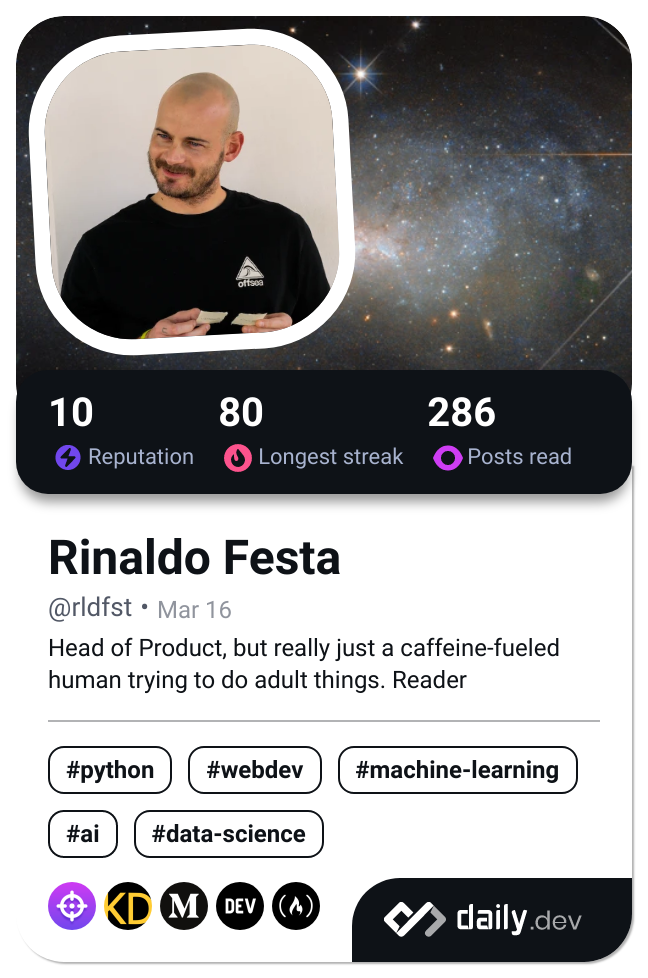 offsea
10 80 286
Reputation Longest streak Posts read
Rinaldo Festa
@rldfst • Mar 16
Head of Product, but really just a caffeine-fueled
human trying to do adult things. Reader
#python #webdev #machine-learning
#ai #data-science
KD M DEV
daily.dev